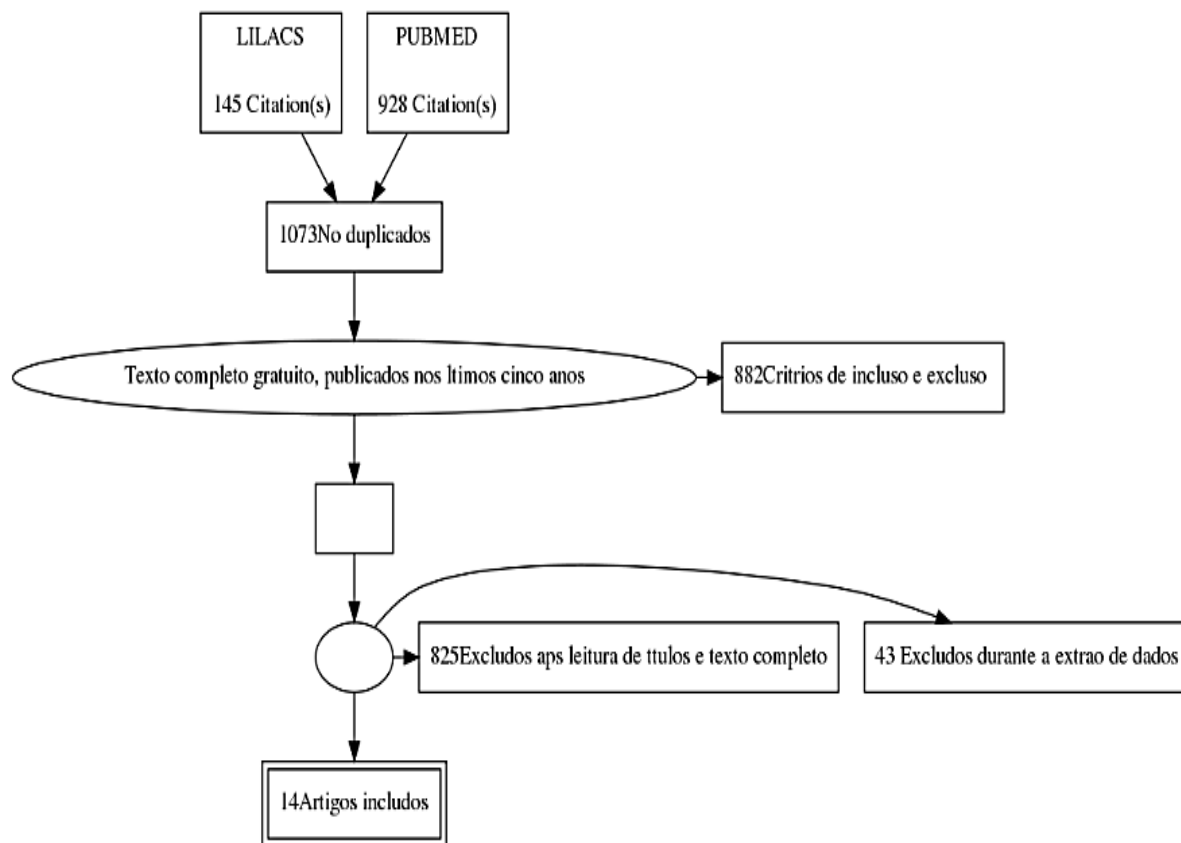 LILACS
145 Citation(s)
PUBMED
928 Citation(s)
1073No duplicados
Texto completo gratuito, publicados nos ltimos cinco anos
882Critrios de incluso e excluso
825Excludos aps leitura de ttulos e texto completo
43 Excludos durante a extrao de dados
14Artigos includos